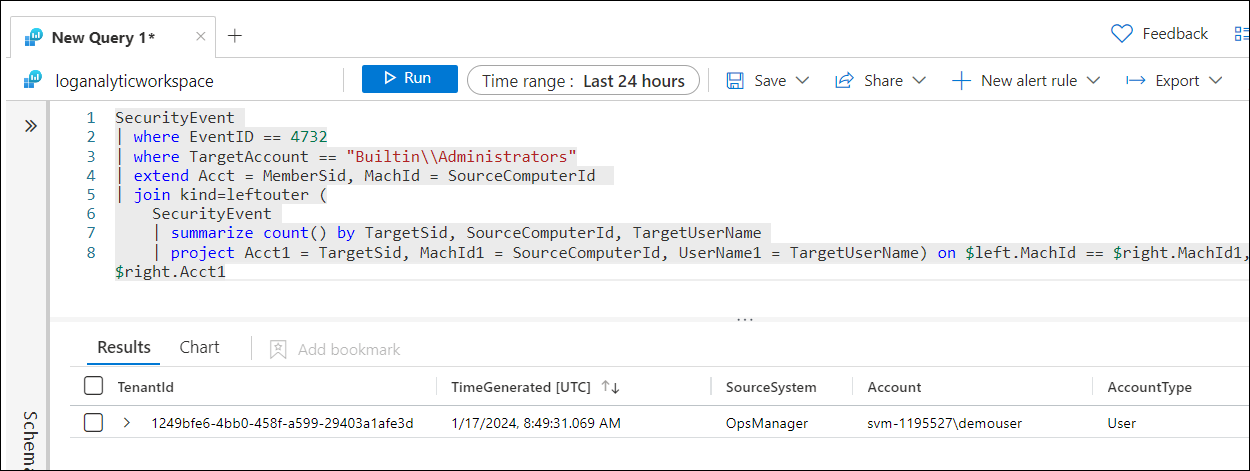 New Query 1*
Feedback
loganalyticworkspace
Run
Time range : Last 24 hours
Save
Share
New alert rule
Export
1 SecurityEvent
2 | where EventID == 4732
3 | where TargetAccount == "Builtin\\Administrators"
4 | extend Acct = MemberSid, MachId = SourceComputerId
5 | join kind=leftouter (
6 SecurityEvent
7 | summarize count() by TargetSid, SourceComputerId, TargetUserName
8 | project Acct1 = TargetSid, MachId1 = SourceComputerId, UserName1 = TargetUserName) on $left.MachId == $right.MachId1,
$right.Acct1
...
Results
Chart
Add bookmark
TenantId TimeGenerated [UTC] SourceSystem Account AccountType
1249bfe6-4bb0-458f-a599-29403a1afe3d 1/17/2024, 8:49:31.069 AM OpsManager svm-1195527\demouser User